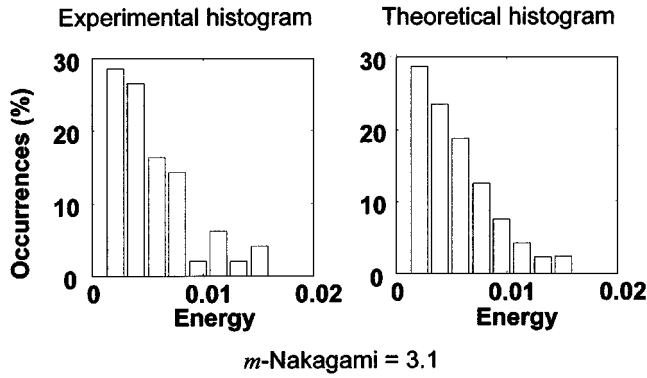 Experimental histogram
Theoretical histogram
Occurrences (%)
30
20
10
0
0 0.01 0.02
Energy
30
20
10
0
0 0.01 0.02
Energy
m-Nakagami = 3.1